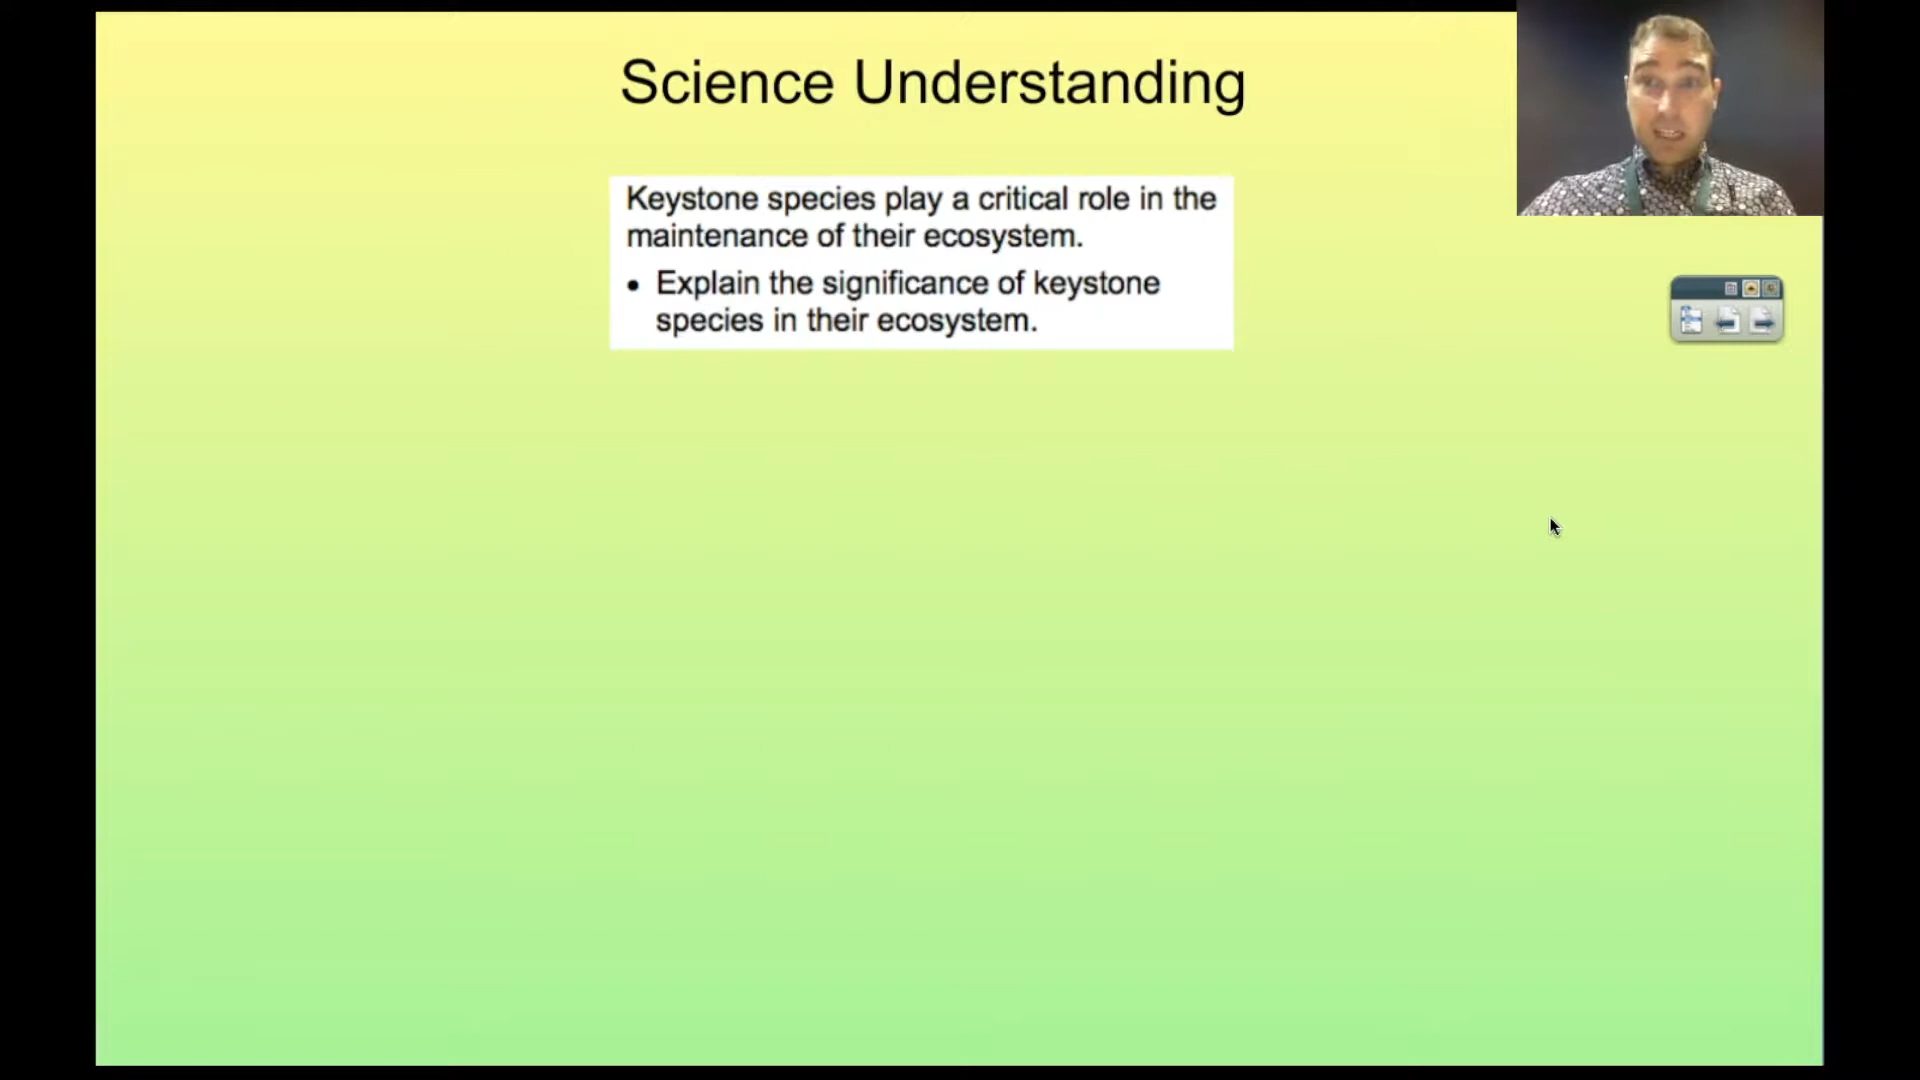 Science Understanding
Keystone species play a critical role in the
maintenance of their ecosystem.
• Explain the significance of keystone
species in their ecosystem.